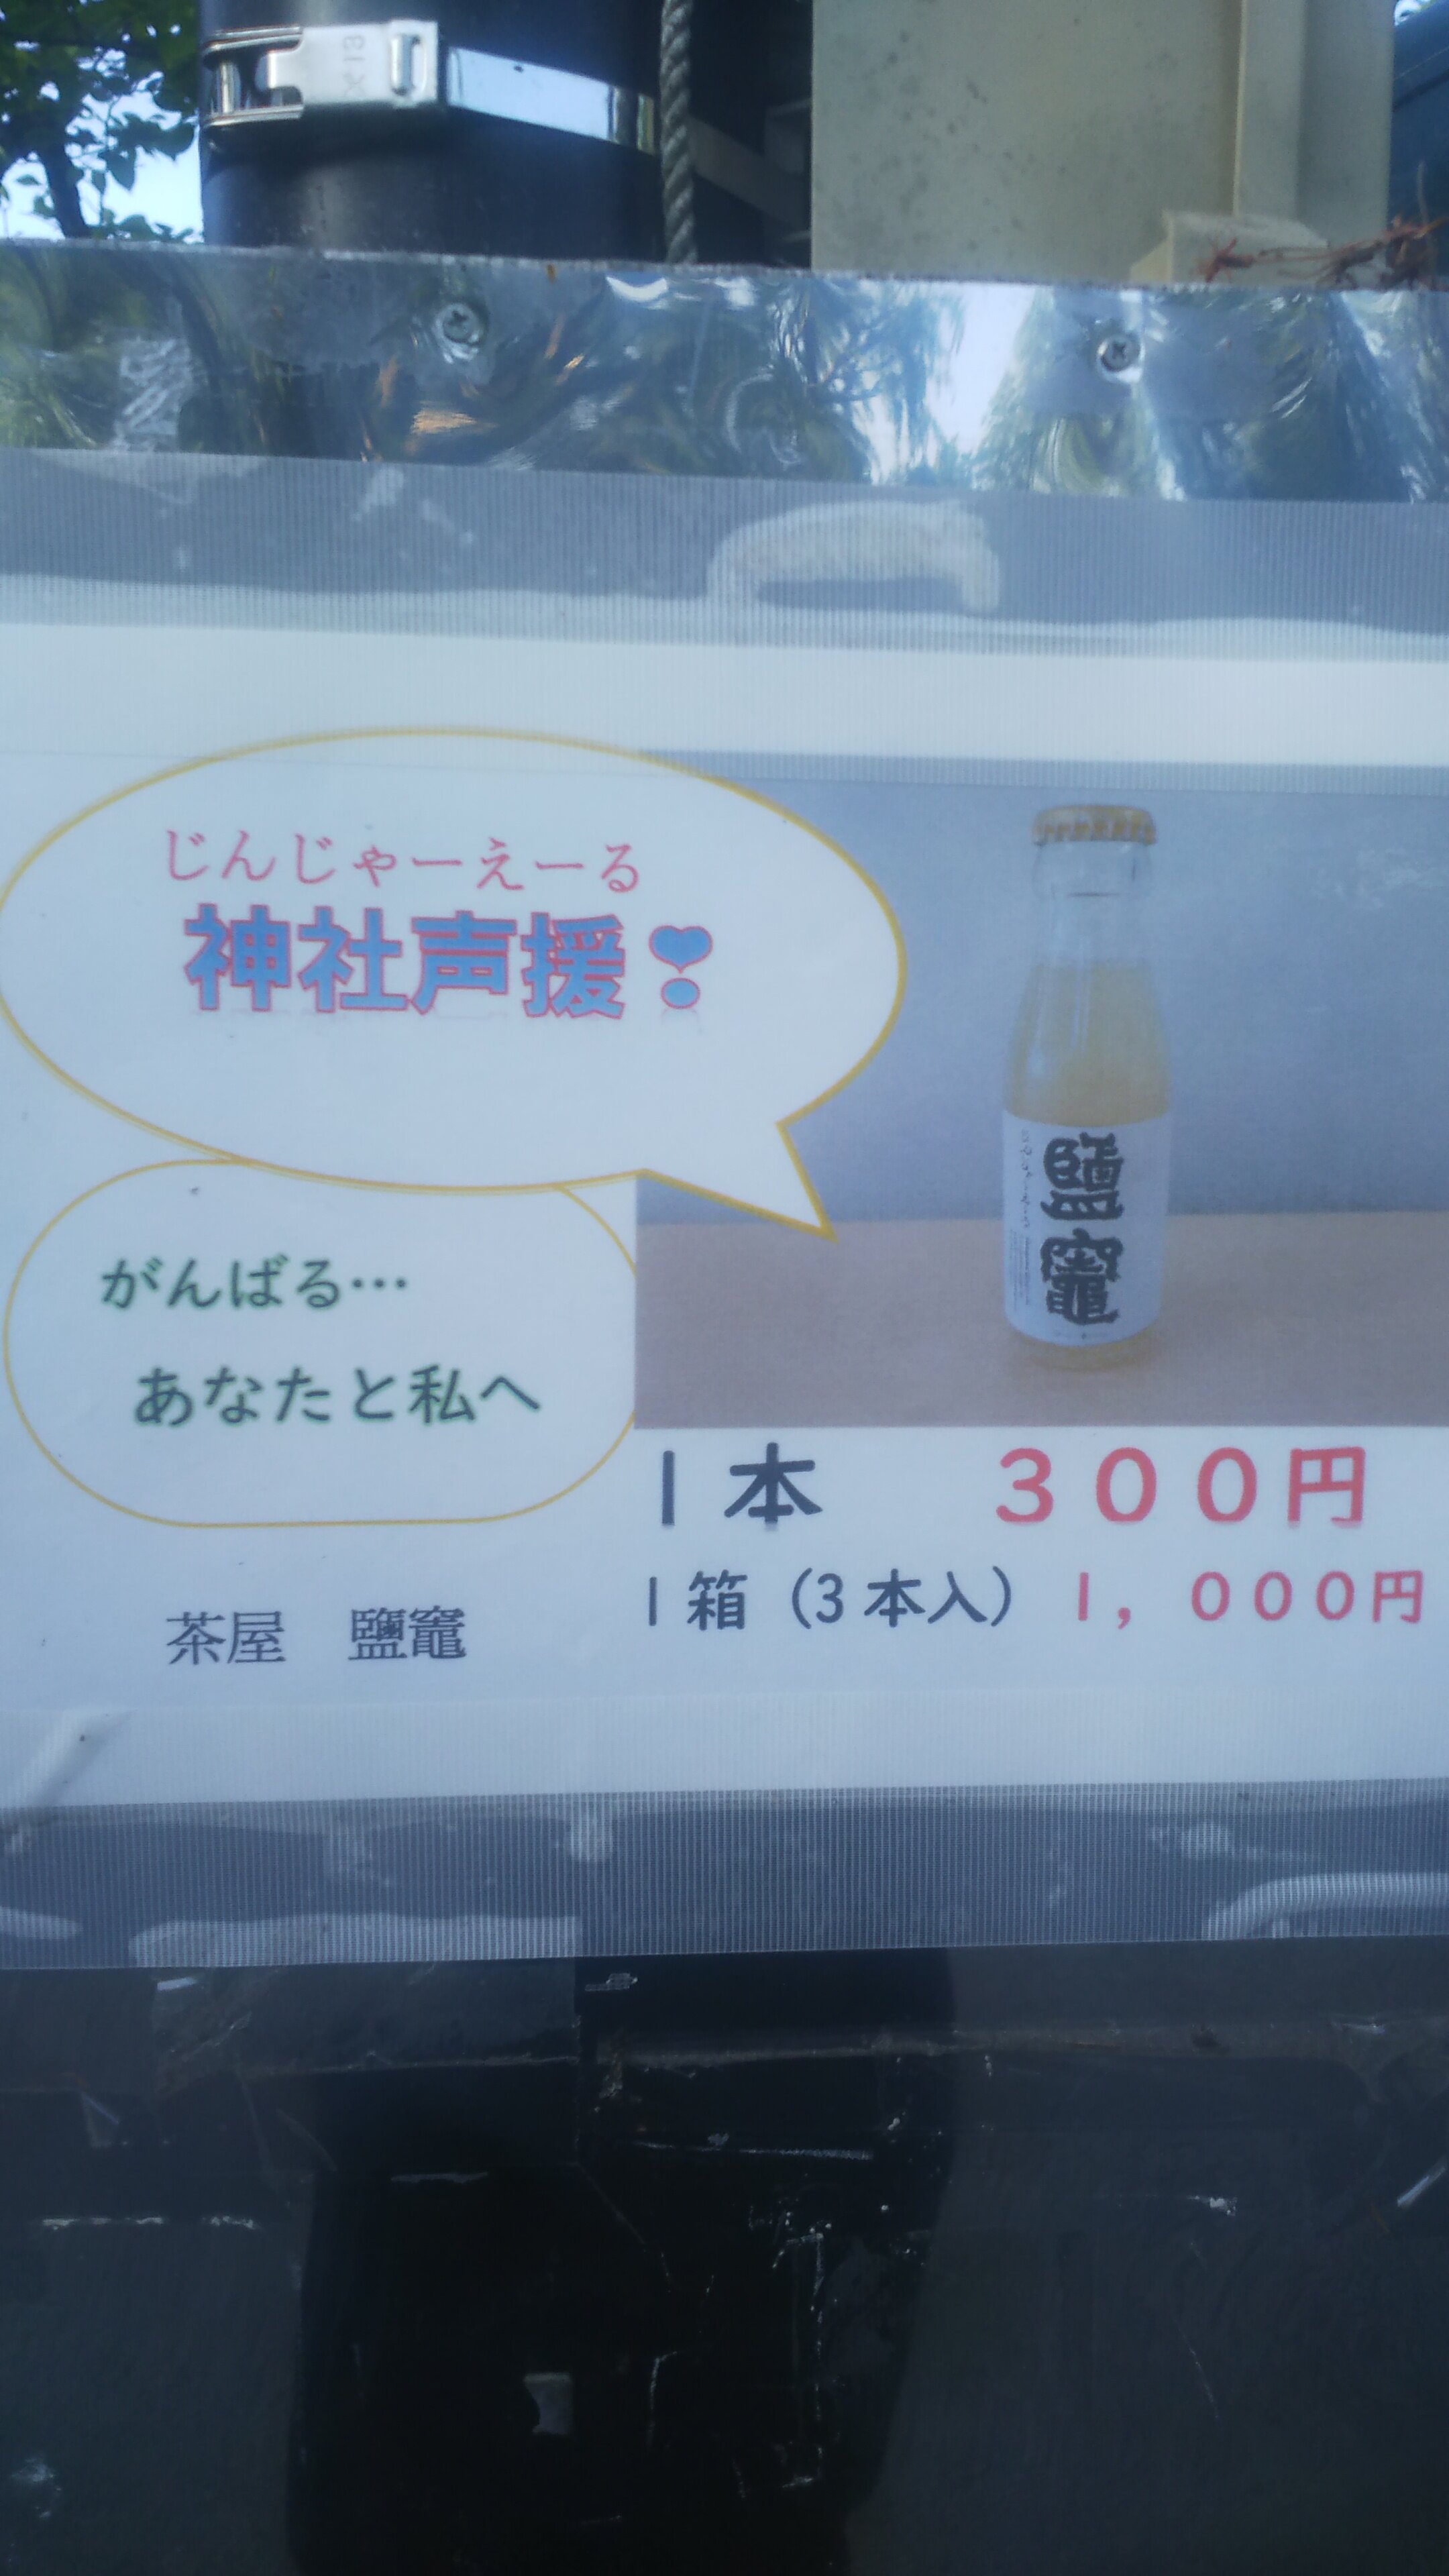 じんじゃーえーる
神社声援❣
がんばる…
あなたと私へ
鹽竈
1本 300円
1箱(3本入) 1,000円
茶屋 鹽竈